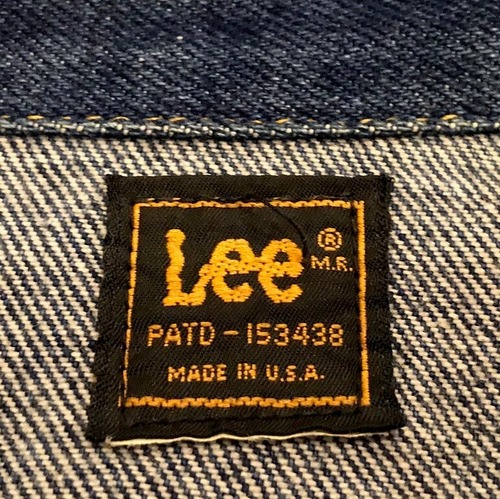 Lee ®
M.R.
PATD-153438
MADE IN U.S.A.